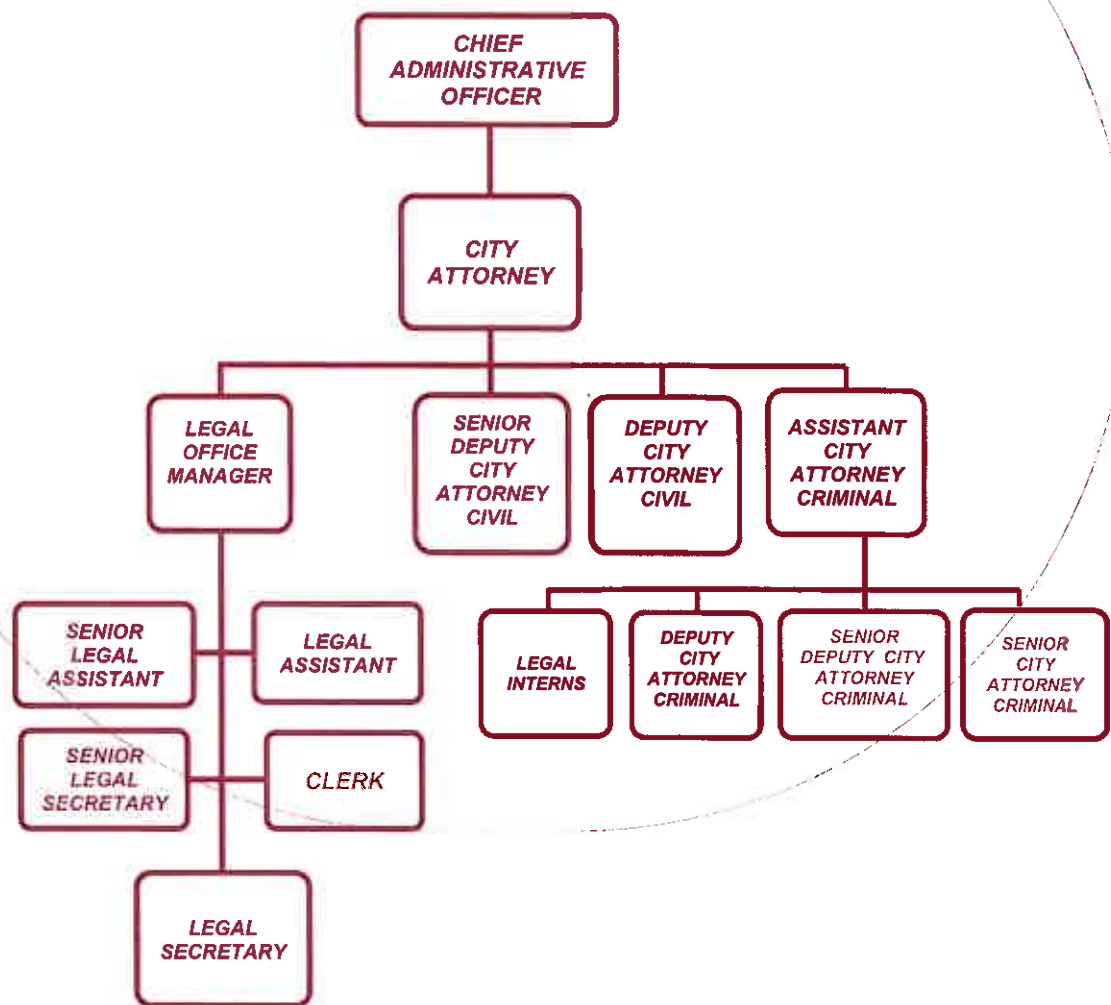 CHIEF
ADMINISTRATIVE
OFFICER
CITY
ATTORNEY
LEGAL
OFFICE
MANAGER
SENIOR
DEPUTY
CITY
ATTORNEY
CIVIL
DEPUTY
CITY
ATTORNEY
CIVIL
ASSISTANT
CITY
ATTORNEY
CRIMINAL
SENIOR
LEGAL
ASSISTANT
LEGAL
ASSISTANT
LEGAL
INTERNS
DEPUTY
CITY
ATTORNEY
CRIMINAL
SENIOR
DEPUTY CITY
ATTORNEY
CRIMINAL
SENIOR
CITY
ATTORNEY
CRIMINAL
SENIOR
LEGAL
SECRETARY
CLERK
LEGAL
SECRETARY